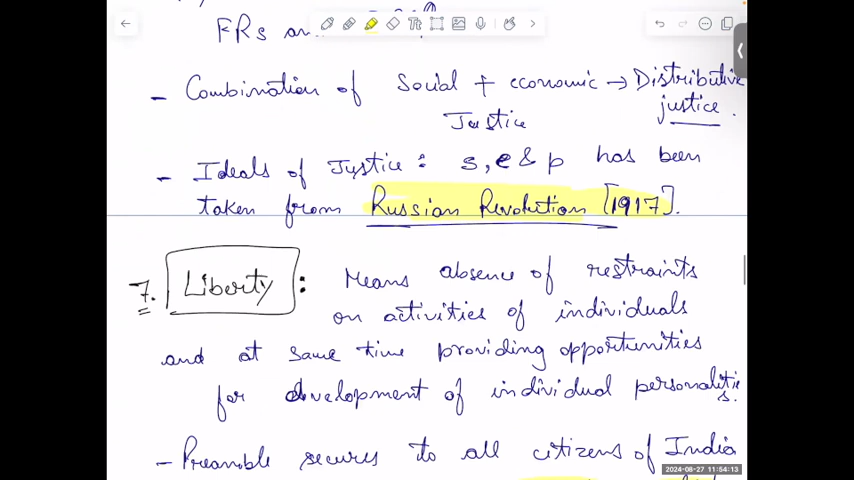 FRs an
- Combination of Social + economic → Distributive
Justice justice.
- Ideals of Justice: s, e & p has been
taken from Russian Revolution [1917].
7. Liberty: Means absence of restraints
on activities of individuals
and at same time providing opportunities
for development of individual personalities.
- Preamble secures to all citizens of India
2024-08-27 11:54:13